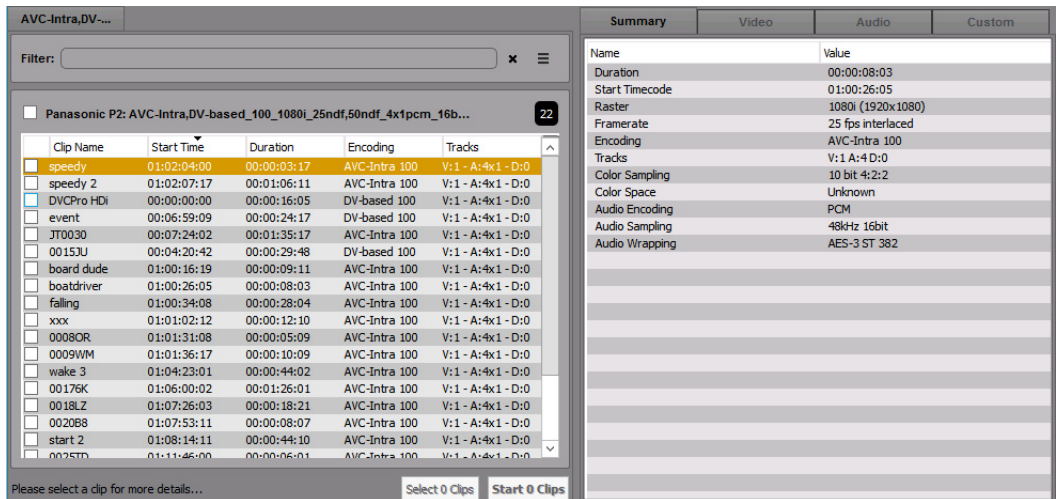 AVC-Intra,DV-...
Filter:
Panasonic P2: AVC-Intra,DV-based_100_1080i_25ndf,50ndf_4x1pcm_16b... 22
Clip Name Start Time Duration Encoding Tracks
speedy 01:02:04:00 00:00:03:17 AVC-Intra 100 V:1 - A:4x1 - D:0
speedy 2 01:02:07:17 00:01:06:11 AVC-Intra 100 V:1 - A:4x1 - D:0
DVCPro HDi 00:00:00:00 00:00:16:05 DV-based 100 V:1 - A:4x1 - D:0
event 00:06:59:09 00:00:24:17 DV-based 100 V:1 - A:4x1 - D:0
JT0030 00:07:24:02 00:01:35:17 DV-based 100 V:1 - A:4x1 - D:0
0015JU 00:04:20:42 00:00:29:48 DV-based 100 V:1 - A:4x1 - D:0
board dude 01:00:16:19 00:00:09:11 AVC-Intra 100 V:1 - A:4x1 - D:0
boatdriver 01:00:26:05 00:00:08:03 AVC-Intra 100 V:1 - A:4x1 - D:0
falling 01:00:34:08 00:00:28:04 AVC-Intra 100 V:1 - A:4x1 - D:0
xxx 01:01:02:12 00:00:12:10 AVC-Intra 100 V:1 - A:4x1 - D:0
0008OR 01:01:31:08 00:00:05:09 AVC-Intra 100 V:1 - A:4x1 - D:0
0009WM 01:01:36:17 00:00:10:09 AVC-Intra 100 V:1 - A:4x1 - D:0
wake 3 01:04:23:01 00:00:44:02 AVC-Intra 100 V:1 - A:4x1 - D:0
00176K 01:06:00:02 00:01:26:01 AVC-Intra 100 V:1 - A:4x1 - D:0
0018LZ 01:07:26:03 00:00:18:21 AVC-Intra 100 V:1 - A:4x1 - D:0
0020B8 01:07:53:11 00:00:08:07 AVC-Intra 100 V:1 - A:4x1 - D:0
start 2 01:08:14:11 00:00:44:10 AVC-Intra 100 V:1 - A:4x1 - D:0
0025TD 01:11:46:00 00:00:06:01 AVC-Intra 100 V:1 - A:4x1 - D:0
Please select a clip for more details... Select 0 Clips Start 0 Clips
Summary Video Audio Custom
Name Value
Duration 00:00:08:03
Start Timecode 01:00:26:05
Raster 1080i (1920x1080)
Framerate 25 fps interlaced
Encoding AVC-Intra 100
Tracks V:1 A:4 D:0
Color Sampling 10 bit 4:2:2
Color Space Unknown
Audio Encoding PCM
Audio Sampling 48kHz 16bit
Audio Wrapping AES-3 ST 382